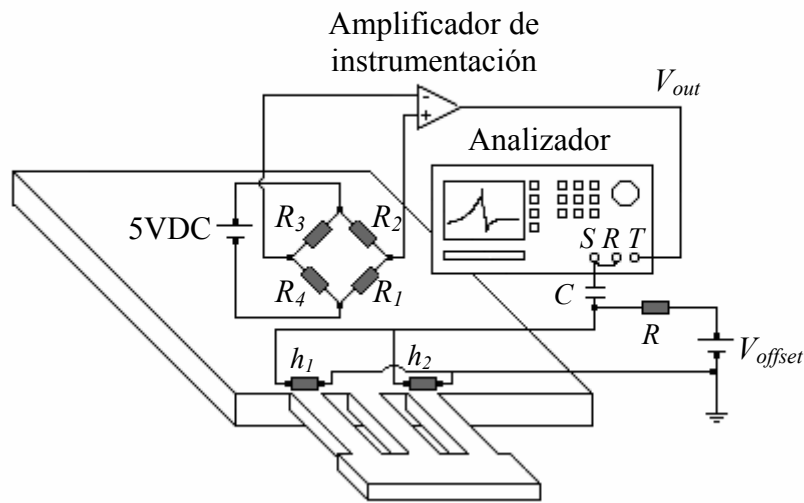 Amplificador de
instrumentación
V_out
Analizador
5VDC
R_3
R_2
R_4
R_1
S R T
C
R
V_offset
h_1
h_2